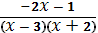 −2x − 1
(x − 3)(x + 2)